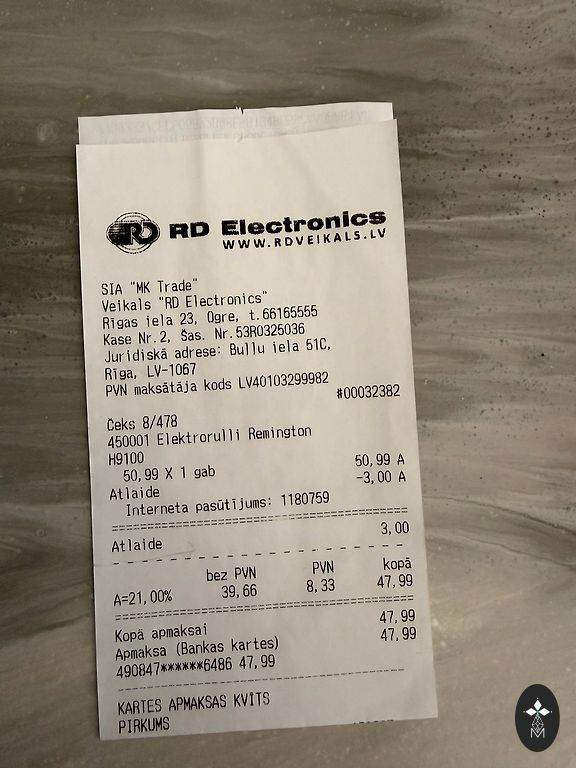 RD RD Electronics
WWW.RDVEIKALS.LV
SIA "MK Trade"
Veikals "RD Electronics"
Rīgas iela 23, Ogre, t.66165555
Kase Nr.2, Šas. Nr.53R0325036
Juridiskā adrese: Buļļu iela 51C,
Rīga, LV-1067
PVN maksātāja kods LV40103299982
#00032382
Čeks 8/478
450001 Elektrorulli Remington
H9100
50,99 X 1 gab 50,99 A
Atlaide -3,00 A
Interneta pasūtījums: 1180759
Atlaide 3,00
bez PVN PVN kopā
A=21,00% 39,66 8,33 47,99
Kopā apmaksai 47,99
Apmaksa (Bankas kartes) 47,99
490847******6486 47,99
KARTES APMAKSAS KVĪTS
PIRKUMS
M